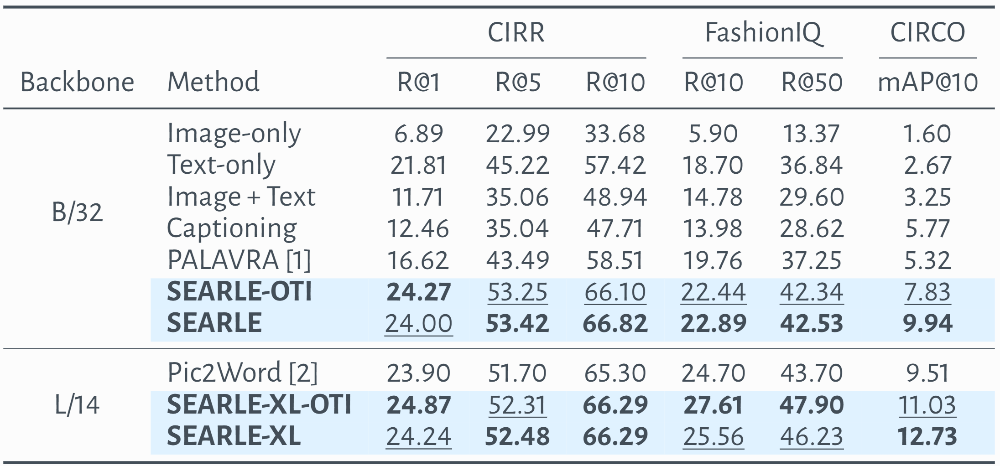 CIRR FashionIQ CIRCO
Backbone Method R@1 R@5 R@10 R@10 R@50 mAP@10
Image-only 6.89 22.99 33.68 5.90 13.37 1.60
Text-only 21.81 45.22 57.42 18.70 36.84 2.67
Image + Text 11.71 35.06 48.94 14.78 29.60 3.25
B/32
Captioning 12.46 35.04 47.71 13.98 28.62 5.77
PALAVRA [1] 16.62 43.49 58.51 19.76 37.25 5.32
SEARLE-OTI 24.27 53.25 66.10 22.44 42.34 7.83
SEARLE 24.00 53.42 66.82 22.89 42.53 9.94
Pic2Word [2] 23.90 51.70 65.30 24.70 43.70 9.51
L/14 SEARLE-XL-OTI 24.87 52.31 66.29 27.61 47.90 11.03
SEARLE-XL 24.24 52.48 66.29 25.56 46.23 12.73